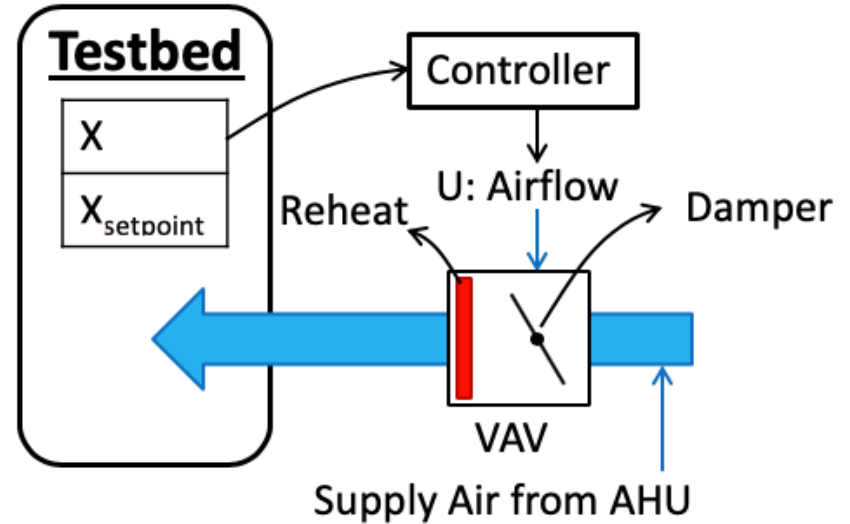 Testbed
X
Xsetpoint
Controller
U: Airflow
Reheat
Damper
VAV
Supply Air from AHU